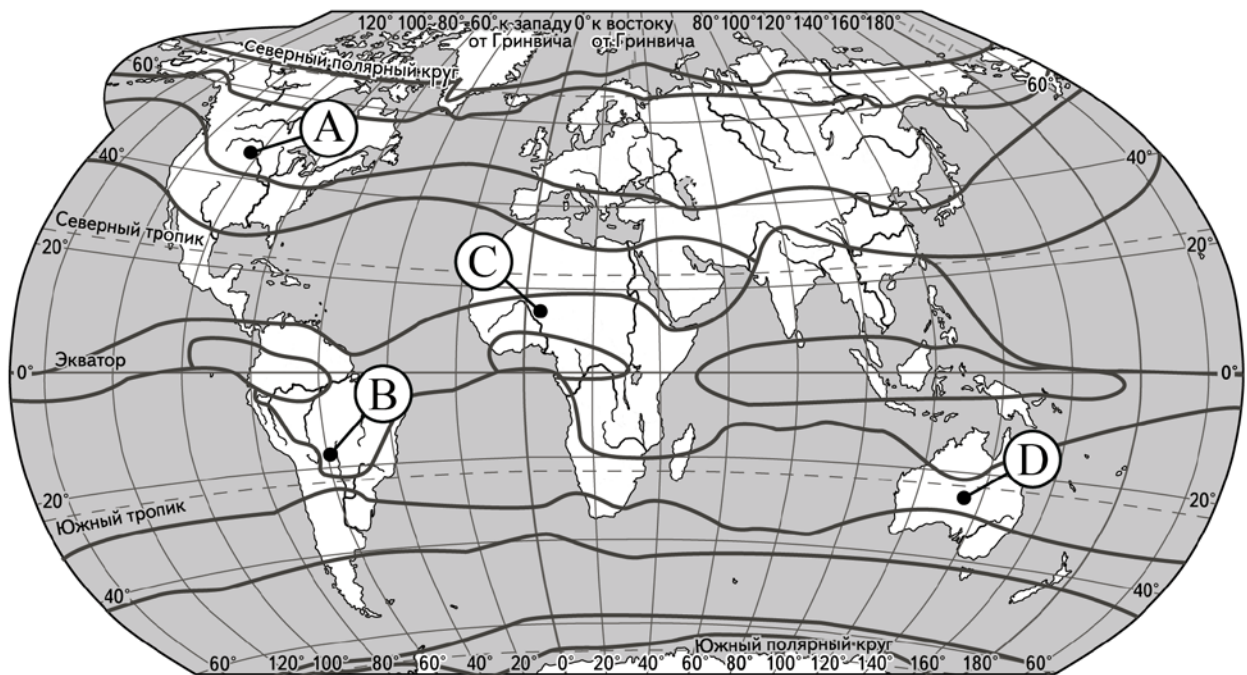 120° 100° 80° 60° к западу 0° к востоку 80° 100° 120° 140° 160° 180°
от Гринвича от Гринвича
Северный полярный круг
60° 60°
A
40° 40°
Северный тропик
20° 20°
C
Экватор
0° 0°
B
D
20° 20°
Южный тропик
40° 40°
Южный полярный круг
60° 120° 100° 80° 60° 40° 20° 0° 20° 40° 60° 80° 100° 120° 140° 160° 180° 60°